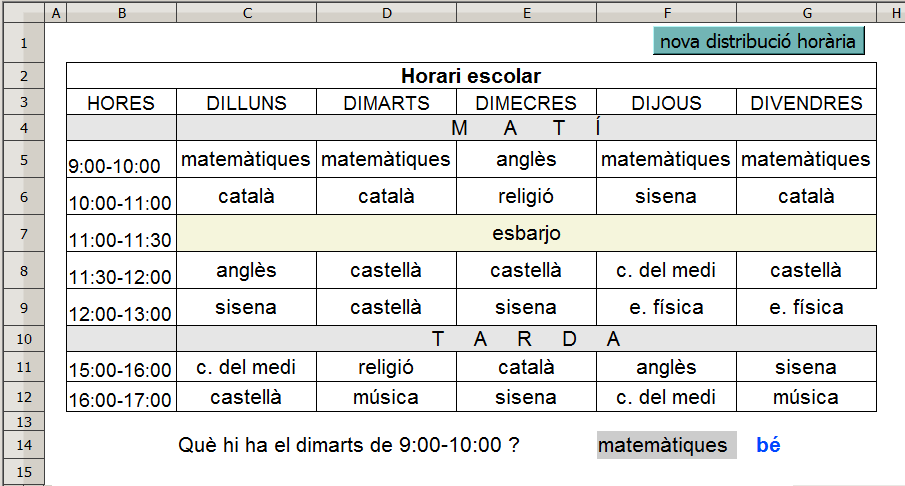 A B C D E F G H
1 nova distribució horària
2 Horari escolar
3 HORES DILLUNS DIMARTS DIMECRES DIJOUS DIVENDRES
4 M A T Í
5 9:00-10:00 matemàtiques matemàtiques anglès matemàtiques matemàtiques
6 10:00-11:00 català català religió sisena català
7 11:00-11:30 esbarjo
8 11:30-12:00 anglès castellà castellà c. del medi castellà
9 12:00-13:00 sisena castellà sisena e. física e. física
10 T A R D A
11 15:00-16:00 c. del medi religió català anglès sisena
12 16:00-17:00 castellà música sisena c. del medi música
13
14 Què hi ha el dimarts de 9:00-10:00 ? matemàtiques bé
15